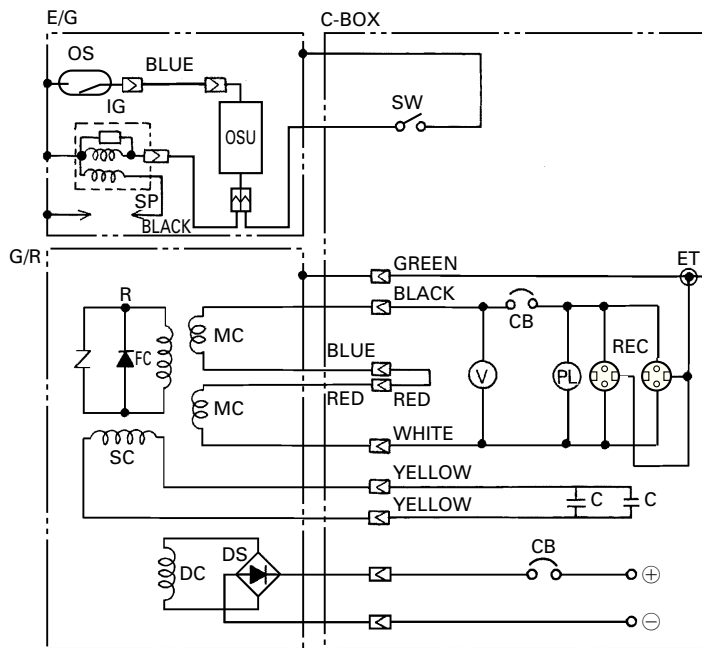 E/G
C-BOX
OS
BLUE
IG
SW
OSU
SP
BLACK
G/R
GREEN
ET
BLACK
R
CB
FC
MC
REC
BLUE
V
PL
MC
RED
RED
WHITE
SC
YELLOW
C
C
YELLOW
DC
DS
CB
+
−